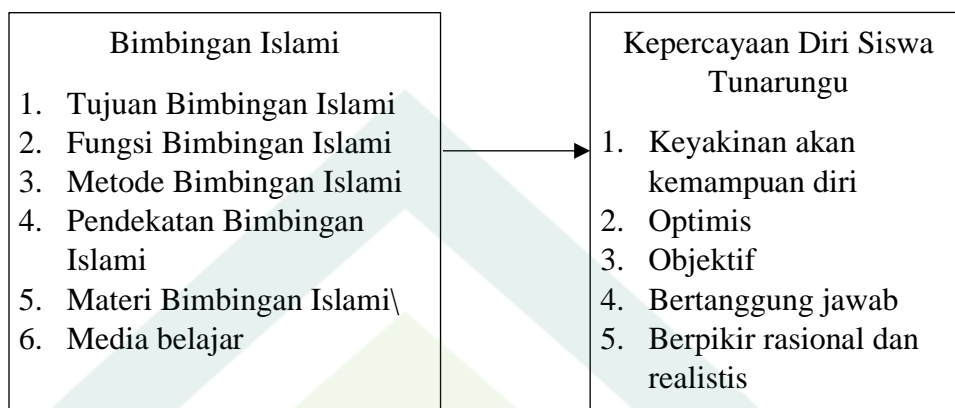 Bimbingan Islami
1. Tujuan Bimbingan Islami
2. Fungsi Bimbingan Islami
3. Metode Bimbingan Islami
4. Pendekatan Bimbingan
Islami
5. Materi Bimbingan Islami\
6. Media belajar
Kepercayaan Diri Siswa
Tunarungu
1. Keyakinan akan
kemampuan diri
2. Optimis
3. Objektif
4. Bertanggung jawab
5. Berpikir rasional dan
realistis